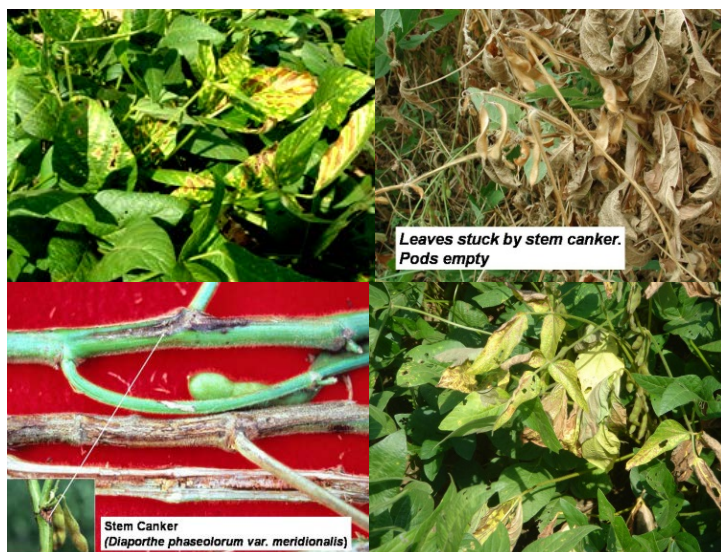 Leaves stuck by stem canker.
Pods empty
Stem Canker
(Diaporthe phaseolorum var. meridionalis)